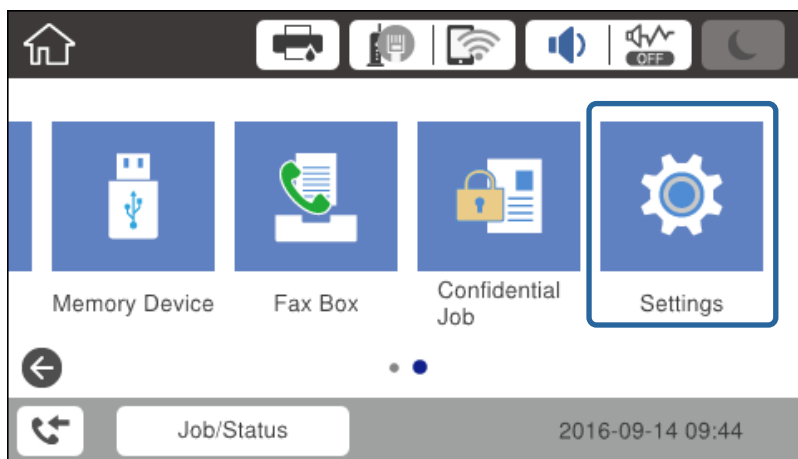 OFF
Memory Device
Fax Box
Confidential
Job
Settings
Job/Status
2016-09-14 09:44